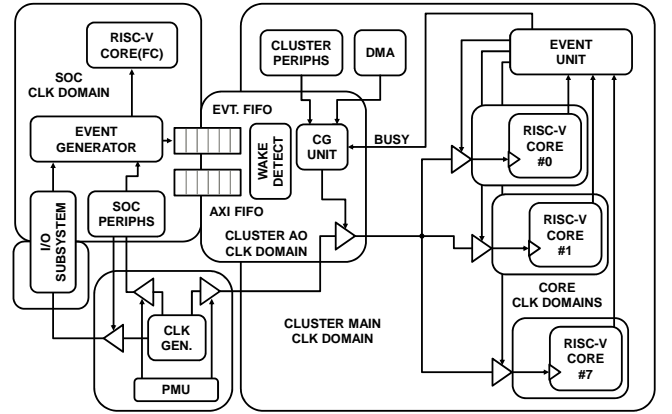 RISC-V
CORE(FC)
SOC
CLK DOMAIN
EVENT
GENERATOR
SOC
PERIPHS
I/O
SUBSYSTEM
CLK
GEN.
PMU
CLUSTER
PERIPHS
DMA
EVT. FIFO
WAKE
DETECT
AXI FIFO
CG
UNIT
BUSY
CLUSTER AO
CLK DOMAIN
CLUSTER MAIN
CLK DOMAIN
EVENT
UNIT
RISC-V
CORE
#0
RISC-V
CORE
#1
CORE
CLK DOMAINS
RISC-V
CORE
#7